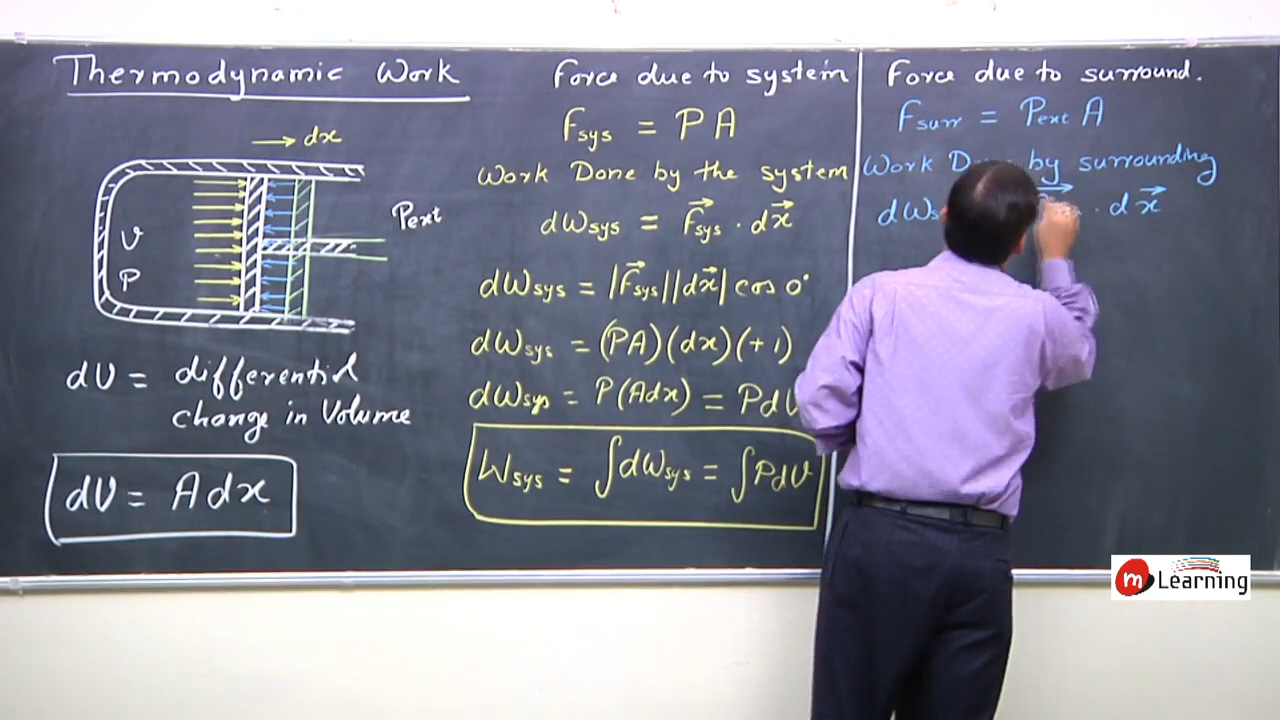 Thermodynamic Work
dx
V
P
Pext
dV = differential
change in Volume
dV = A dx
Force due to system
Fsys = PA
Work Done by the system
dWsys = F⃗sys · dx⃗
dWsys = |F⃗sys||dx⃗| cos 0°
dWsys = (PA)(dx)(+1)
dWsys = P(Adx) = PdV
Wsys = ∫dWsys = ∫PdV
Force due to surround.
Fsurr = Pext A
Work by surrounding
· dx⃗
m Learning